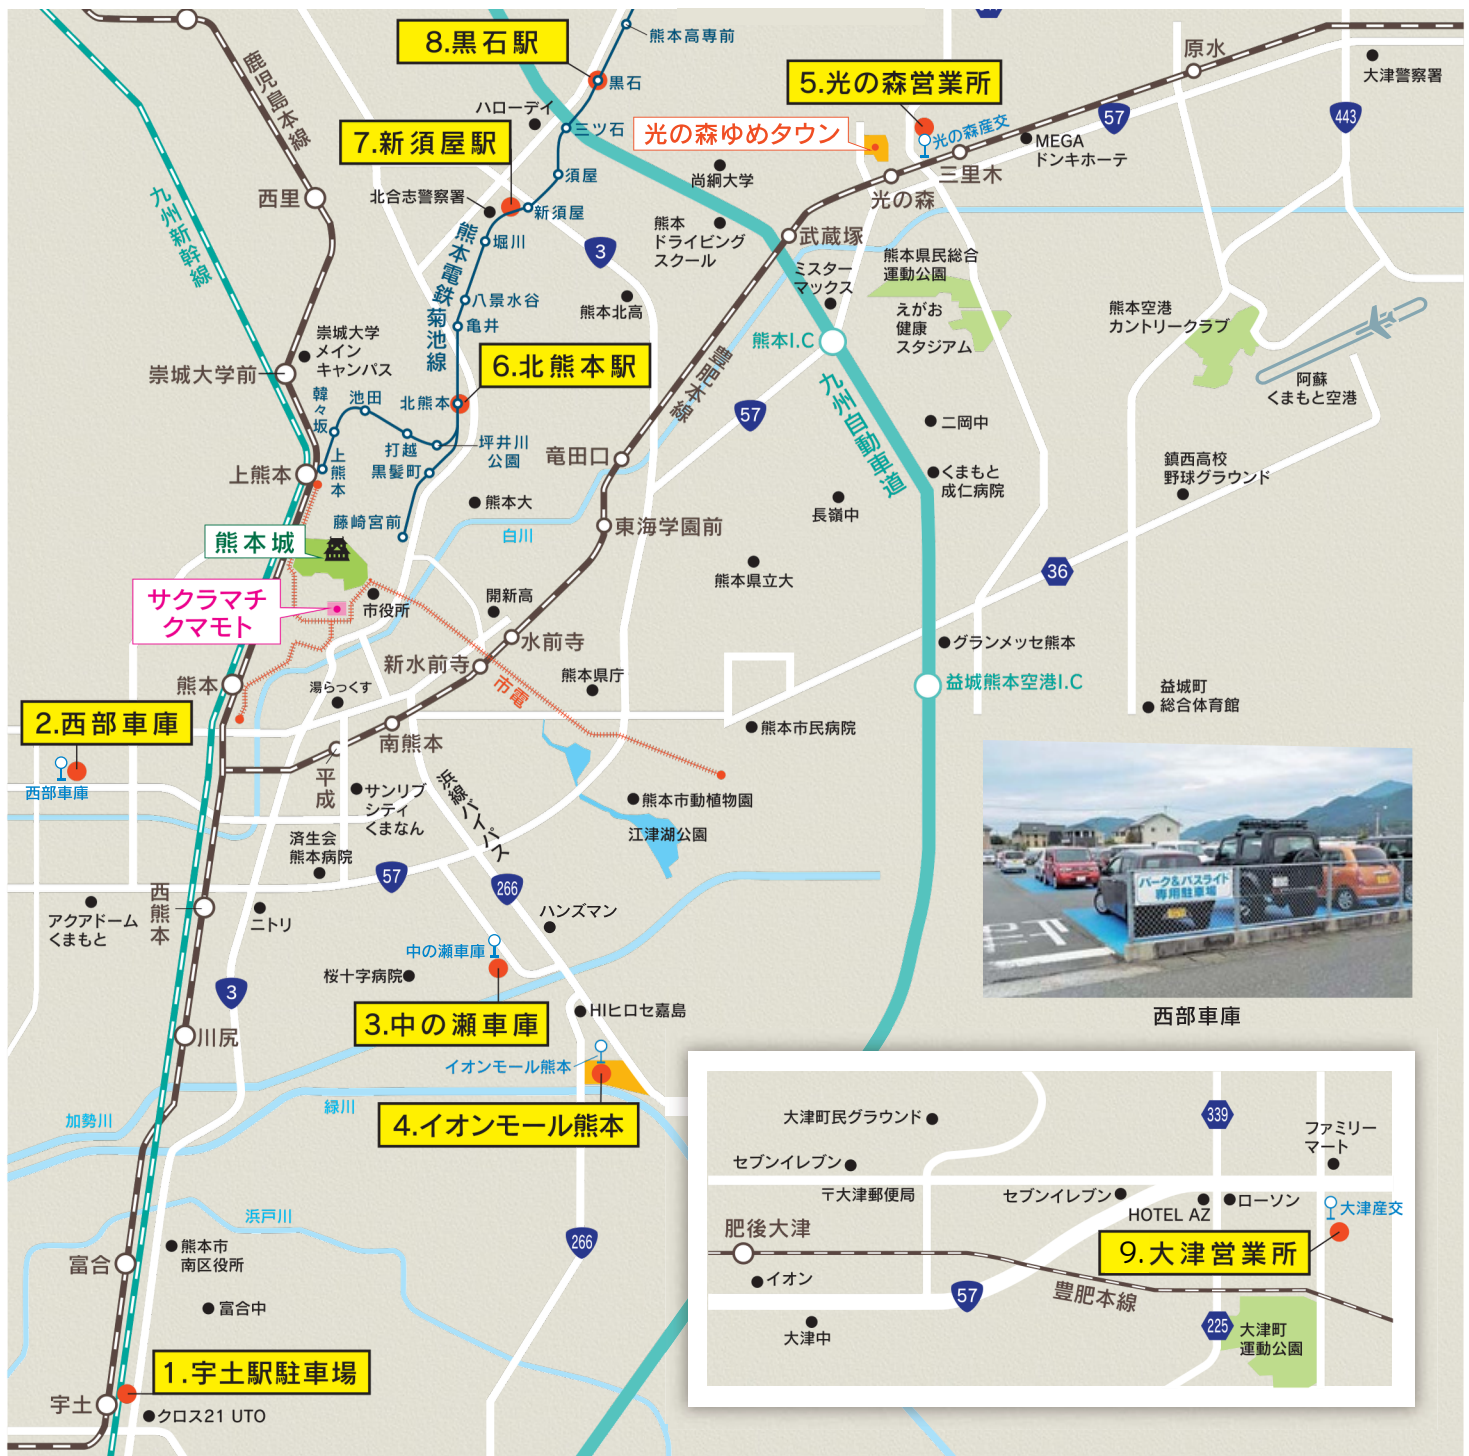 8.黒石駅
熊本高専前
黒石
ハローデイ
三ツ石
7.新須屋駅
須屋
北合志警察署
新須屋
堀川
熊本電鉄菊池線
八景水谷
亀井
6.北熊本駅
北熊本
鹿児島本線
西里
九州新幹線
崇城大学
メイン
キャンパス
崇城大学前
韓々坂
池田
打越
坪井川
公園
黒髪町
上熊本
上熊本
藤崎宮前
熊本大
白川
5.光の森営業所
光の森ゆめタウン
光の森産交
原水
大津警察署
57
443
MEGA
ドンキホーテ
三里木
光の森
尚絅大学
熊本
ドライビング
スクール
武蔵塚
3
熊本北高
ミスター
マックス
熊本県民総合
運動公園
えがお
健康
スタジアム
熊本空港
カントリークラブ
阿蘇
くまもと空港
熊本I.C
豊肥本線
57
九州自動車道
二岡中
くまもと
成仁病院
鎮西高校
野球グラウンド
竜田口
長嶺中
東海学園前
熊本県立大
36
熊本城
サクラマチ
クマモト
市役所
開新高
水前寺
新水前寺
市電
熊本県庁
グランメッセ熊本
益城熊本空港I.C
益城町
総合体育館
熊本
湯らっくす
南熊本
熊本市民病院
2.西部車庫
西部車庫
平成
サンリブ
シティ
くまなん
浜線バイパス
熊本市動植物園
江津湖公園
済生会
熊本病院
57
266
アクアドーム
くまもと
西熊本
ニトリ
ハンズマン
中の瀬車庫
桜十字病院
3
3.中の瀬車庫
HIヒロセ嘉島
川尻
イオンモール熊本
4.イオンモール熊本
加勢川
緑川
浜戸川
266
熊本市
南区役所
富合
富合中
1.宇土駅駐車場
宇土
クロス21 UTO
パーク&バスライド
専用駐車場
西部車庫
大津町民グラウンド
339
ファミリー
マート
セブンイレブン
〒大津郵便局
セブンイレブン
HOTEL AZ
ローソン
大津産交
肥後大津
9.大津営業所
イオン
57
豊肥本線
大津中
225
大津町
運動公園